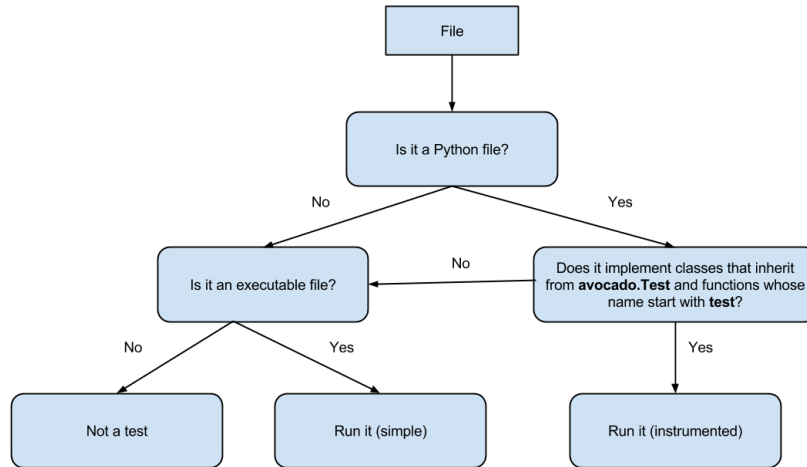 File
Is it a Python file?
No
Yes
Is it an executable file?
No
Does it implement classes that inherit
from avocado.Test and functions whose
name start with test?
No
Yes
Yes
Not a test
Run it (simple)
Run it (instrumented)